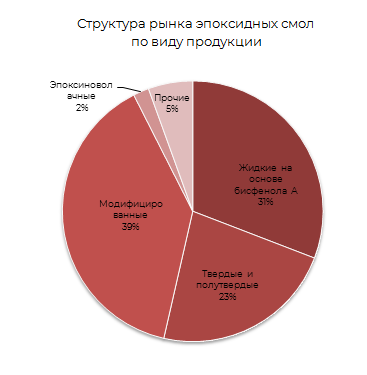 Структура рынка эпоксидных смол
по виду продукции
Эпоксиновол
ачные
2%
Прочие
5%
Жидкие на
основе
бисфенола А
31%
Модифициро
ванные
39%
Твердые и
полутвердые
23%